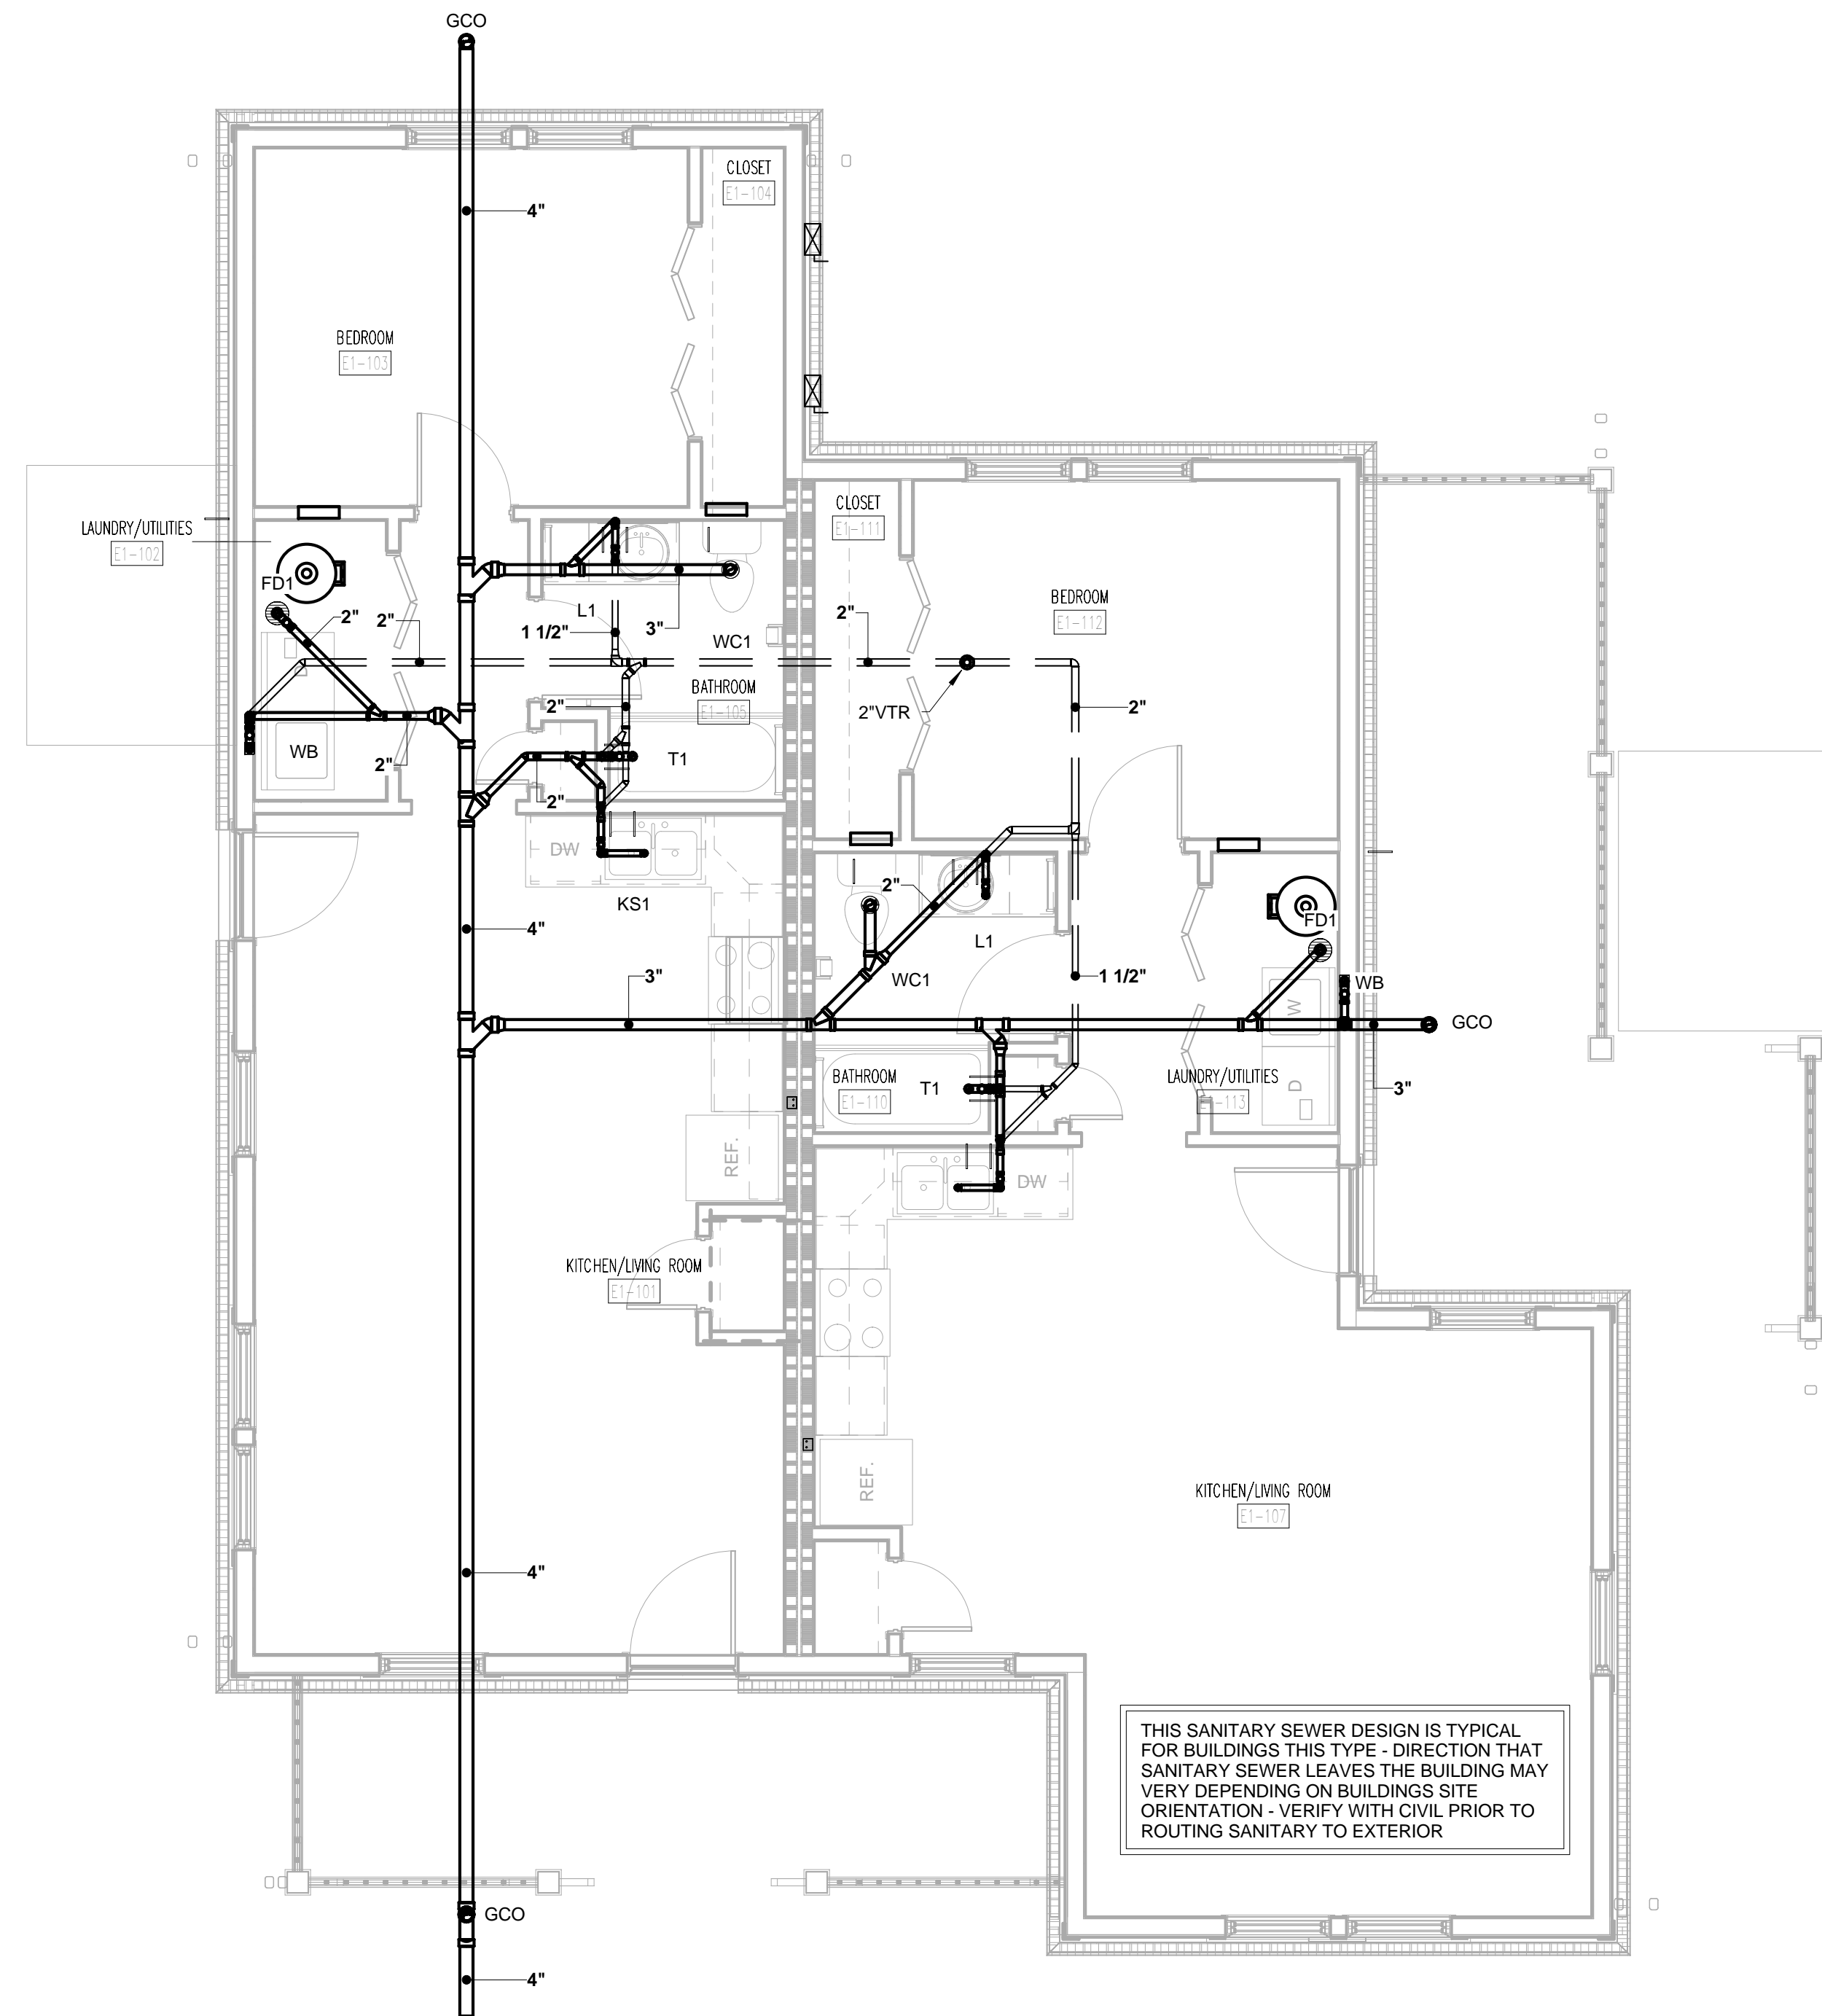 GCO
CLOSET
E1-104
4"
BEDROOM
E1-103
LAUNDRY/UTILITIES
E1-102
CLOSET
E1-111
FD1
2"
2"
L1
1 1/2"
3"
WC1
2"
BEDROOM
E1-112
BATHROOM
E1-105
2"
2"VTR
2"
WB
2"
T1
2"
DW
KS1
2"
FD1
4"
L1
3"
WC1
1 1/2"
WB
W
GCO
BATHROOM
E1-110
T1
LAUNDRY/UTILITIES
E1-113
D
3"
REF.
DW
KITCHEN/LIVING ROOM
E1-101
REF.
KITCHEN/LIVING ROOM
E1-107
4"
THIS SANITARY SEWER DESIGN IS TYPICAL
FOR BUILDINGS THIS TYPE - DIRECTION THAT
SANITARY SEWER LEAVES THE BUILDING MAY
VERY DEPENDING ON BUILDINGS SITE
ORIENTATION - VERIFY WITH CIVIL PRIOR TO
ROUTING SANITARY TO EXTERIOR
GCO
4"